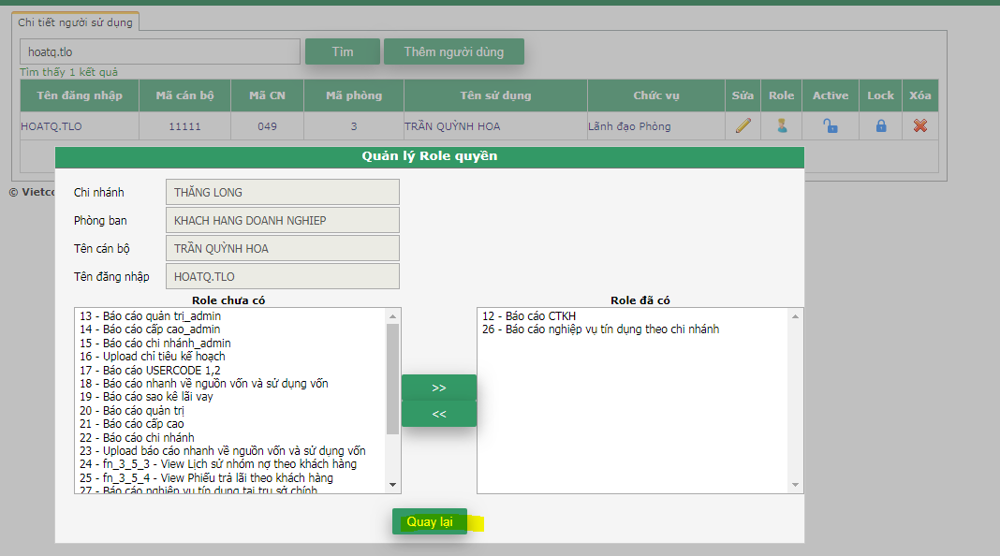 Chi tiết người sử dụng
hoatq.tlo
Tìm
Thêm người dùng
Tìm thấy 1 kết quả
Tên đăng nhập Mã cán bộ Mã CN Mã phòng Tên sử dụng Chức vụ Sửa Role Active Lock Xóa
HOATQ.TLO 11111 049 3 TRẦN QUỲNH HOA Lãnh đạo Phòng
Quản lý Role quyền
© Vietco
Chi nhánh THĂNG LONG
Phòng ban KHACH HANG DOANH NGHIEP
Tên cán bộ TRẦN QUỲNH HOA
Tên đăng nhập HOATQ.TLO
Role chưa có
13 - Báo cáo quản trị_admin
14 - Báo cáo cấp cao_admin
15 - Báo cáo chi nhánh_admin
16 - Upload chỉ tiêu kế hoạch
17 - Báo cáo USERCODE 1,2
18 - Báo cáo nhanh về nguồn vốn và sử dụng vốn
19 - Báo cáo sao kê lãi vay
20 - Báo cáo quản trị
21 - Báo cáo cấp cao
22 - Báo cáo chi nhánh
23 - Upload báo cáo nhanh về nguồn vốn và sử dụng vốn
24 - fn_3_5_3 - View Lịch sử nhóm nợ theo khách hàng
25 - fn_3_5_4 - View Phiếu trả lãi theo khách hàng
27 - Báo cáo nghiệp vụ tín dụng tại trụ sở chính
>>
<<
Role đã có
12 - Báo cáo CTKH
26 - Báo cáo nghiệp vụ tín dụng theo chi nhánh
Quay lại